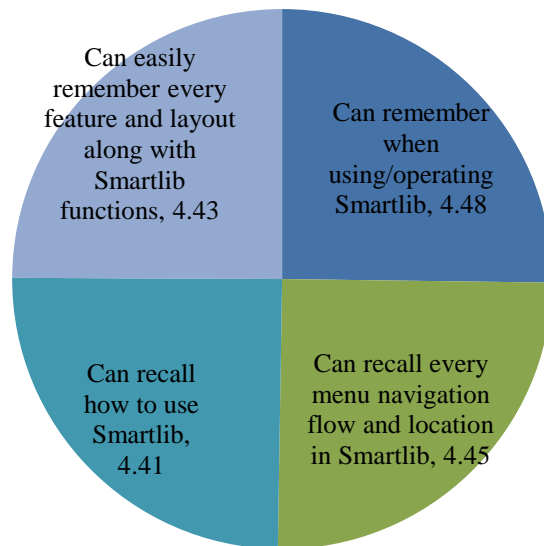 Can easily
remember every
feature and layout
along with
Smartlib
functions, 4.43
Can remember
when
using/operating
Smartlib, 4.48
Can recall
how to use
Smartlib,
4.41
Can recall every
menu navigation
flow and location
in Smartlib, 4.45